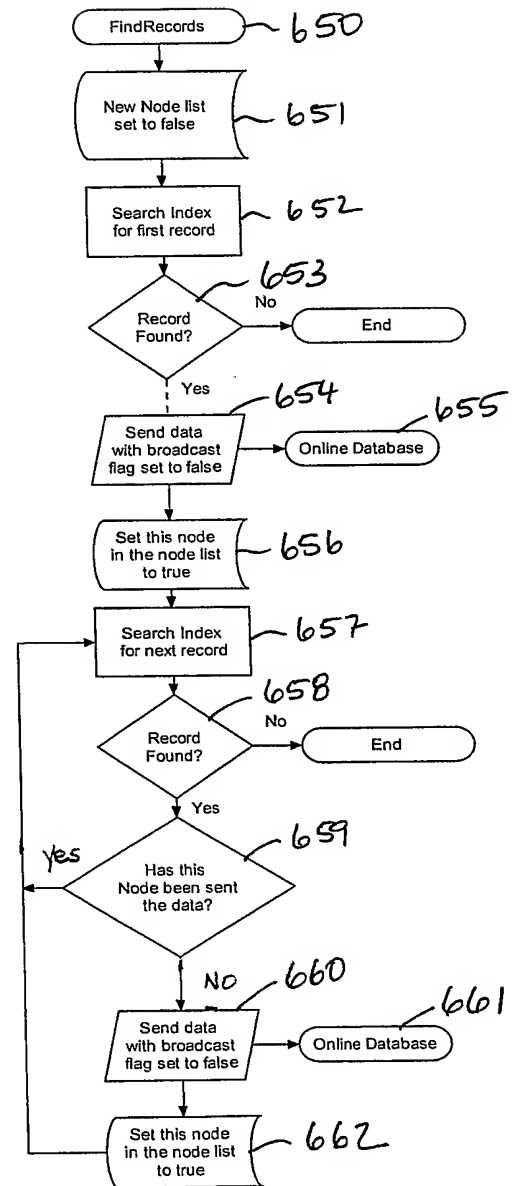 FindRecords
650
New Node list
set to false
651
Search Index
for first record
652
653
Record
Found?
No
End
Yes
654
655
Send data
with broadcast
flag set to false
Online Database
Set this node
in the node list
to true
656
Search Index
for next record
657
658
Record
Found?
No
End
Yes
659
yes
Has this
Node been sent
the data?
No
660
661
Send data
with broadcast
flag set to false
Online Database
Set this node
in the node list
to true
662